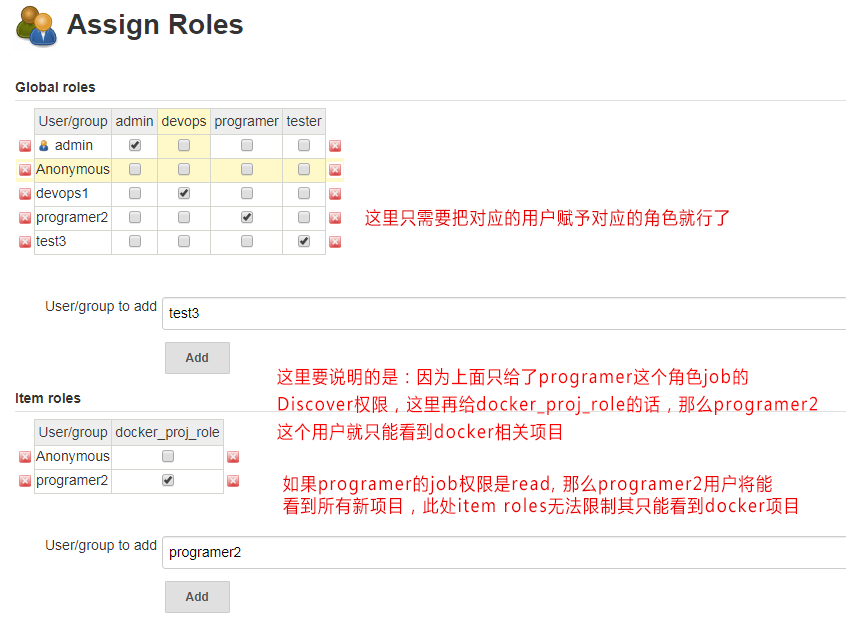 Assign Roles
Global roles
User/group admin devops programer tester
admin
Anonymous
devops1
programer2
test3
这里只需要把对应的用户赋予对应的角色就行了
User/group to add
test3
Add
这里要说明的是：因为上面只给了programer这个角色job的
Discover权限，这里再给docker_proj_role的话，那么programer2
这个用户就只能看到docker相关项目
Item roles
User/group docker_proj_role
Anonymous
programer2
如果programer的job权限是read, 那么programer2用户将能
看到所有新项目，此处item roles无法限制其只能看到docker项目
User/group to add
programer2
Add